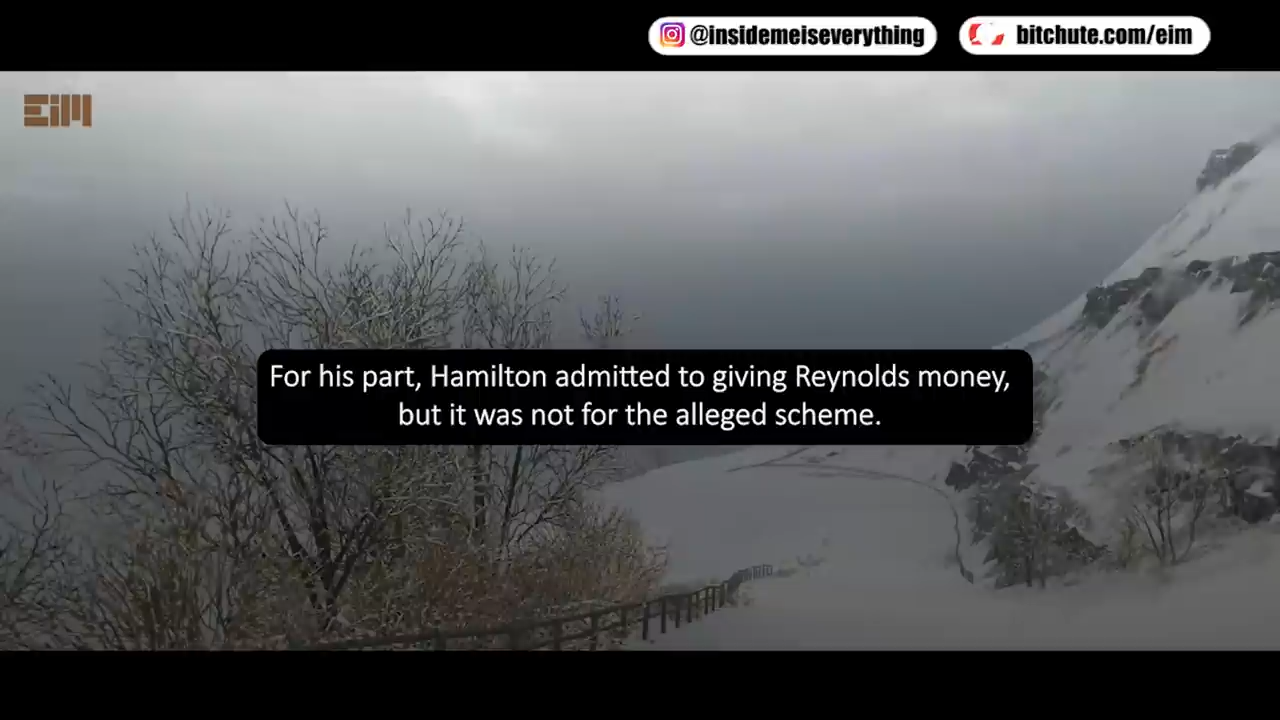 @insidemeiseverything
bitchute.com/eim
EiM
For his part, Hamilton admitted to giving Reynolds money,
but it was not for the alleged scheme.